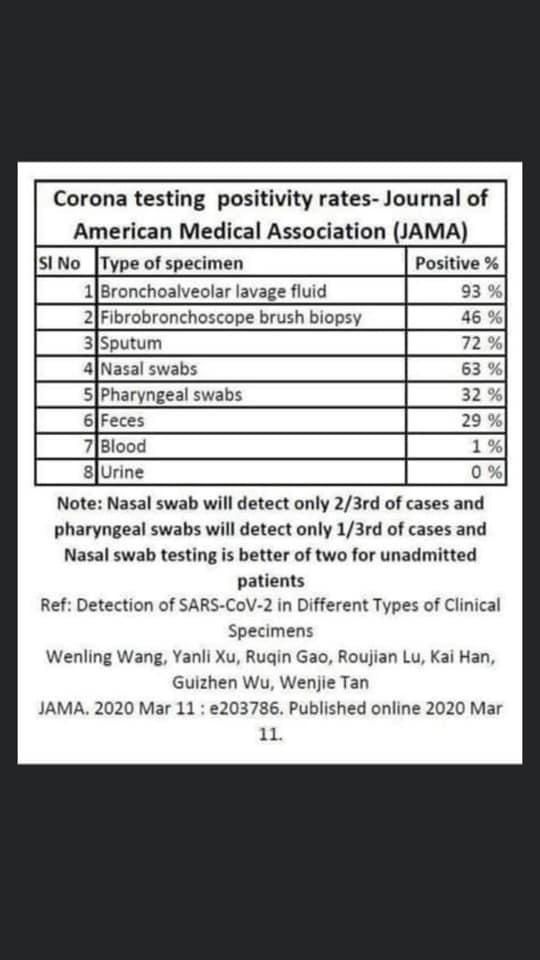 Corona testing positivity rates- Journal of
American Medical Association (JAMA)
Sl No Type of specimen Positive %
1 Bronchoalveolar lavage fluid 93 %
2 Fibrobronchoscope brush biopsy 46 %
3 Sputum 72 %
4 Nasal swabs 63 %
5 Pharyngeal swabs 32 %
6 Feces 29 %
7 Blood 1 %
8 Urine 0 %
Note: Nasal swab will detect only 2/3rd of cases and
pharyngeal swabs will detect only 1/3rd of cases and
Nasal swab testing is better of two for unadmitted
patients
Ref: Detection of SARS-CoV-2 in Different Types of Clinical
Specimens
Wenling Wang, Yanli Xu, Ruqin Gao, Roujian Lu, Kai Han,
Guizhen Wu, Wenjie Tan
JAMA. 2020 Mar 11 : e203786. Published online 2020 Mar
11.